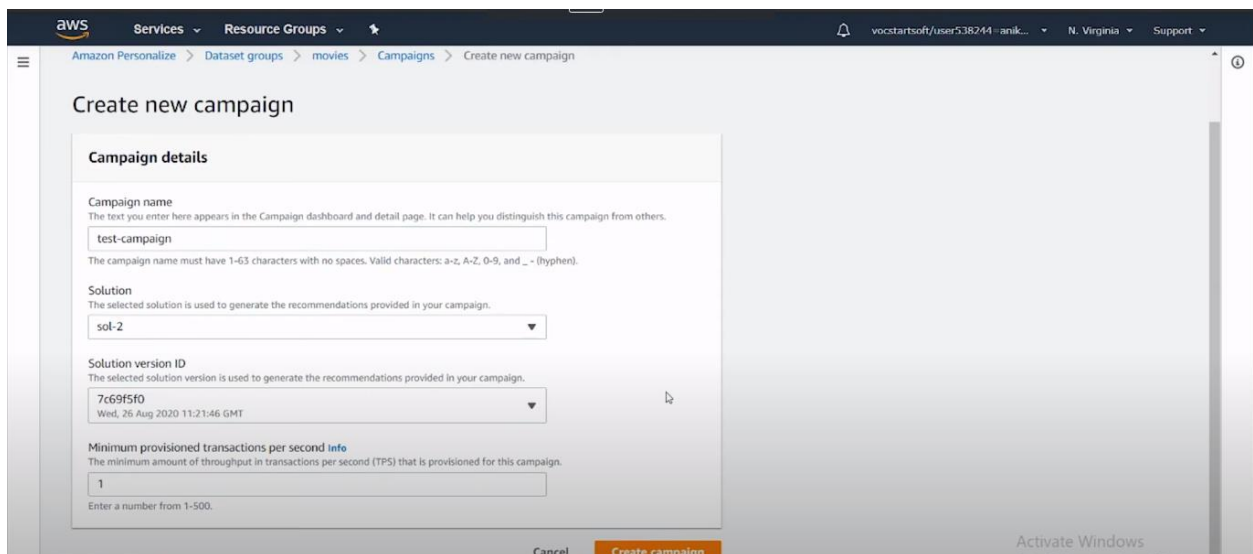 aws Services Resource Groups vocstartsoft/user538244=anik... N. Virginia Support
Amazon Personalize > Dataset groups > movies > Campaigns > Create new campaign
Create new campaign
Campaign details
Campaign name
The text you enter here appears in the Campaign dashboard and detail page. It can help you distinguish this campaign from others.
test-campaign
The campaign name must have 1-63 characters with no spaces. Valid characters: a-z, A-Z, 0-9, and _ - (hyphen).
Solution
The selected solution is used to generate the recommendations provided in your campaign.
sol-2
Solution version ID
The selected solution version is used to generate the recommendations provided in your campaign.
7c69f5f0
Wed, 26 Aug 2020 11:21:46 GMT
Minimum provisioned transactions per second Info
The minimum amount of throughput in transactions per second (TPS) that is provisioned for this campaign.
1
Enter a number from 1-500.
Cancel Create campaign
Activate Windows